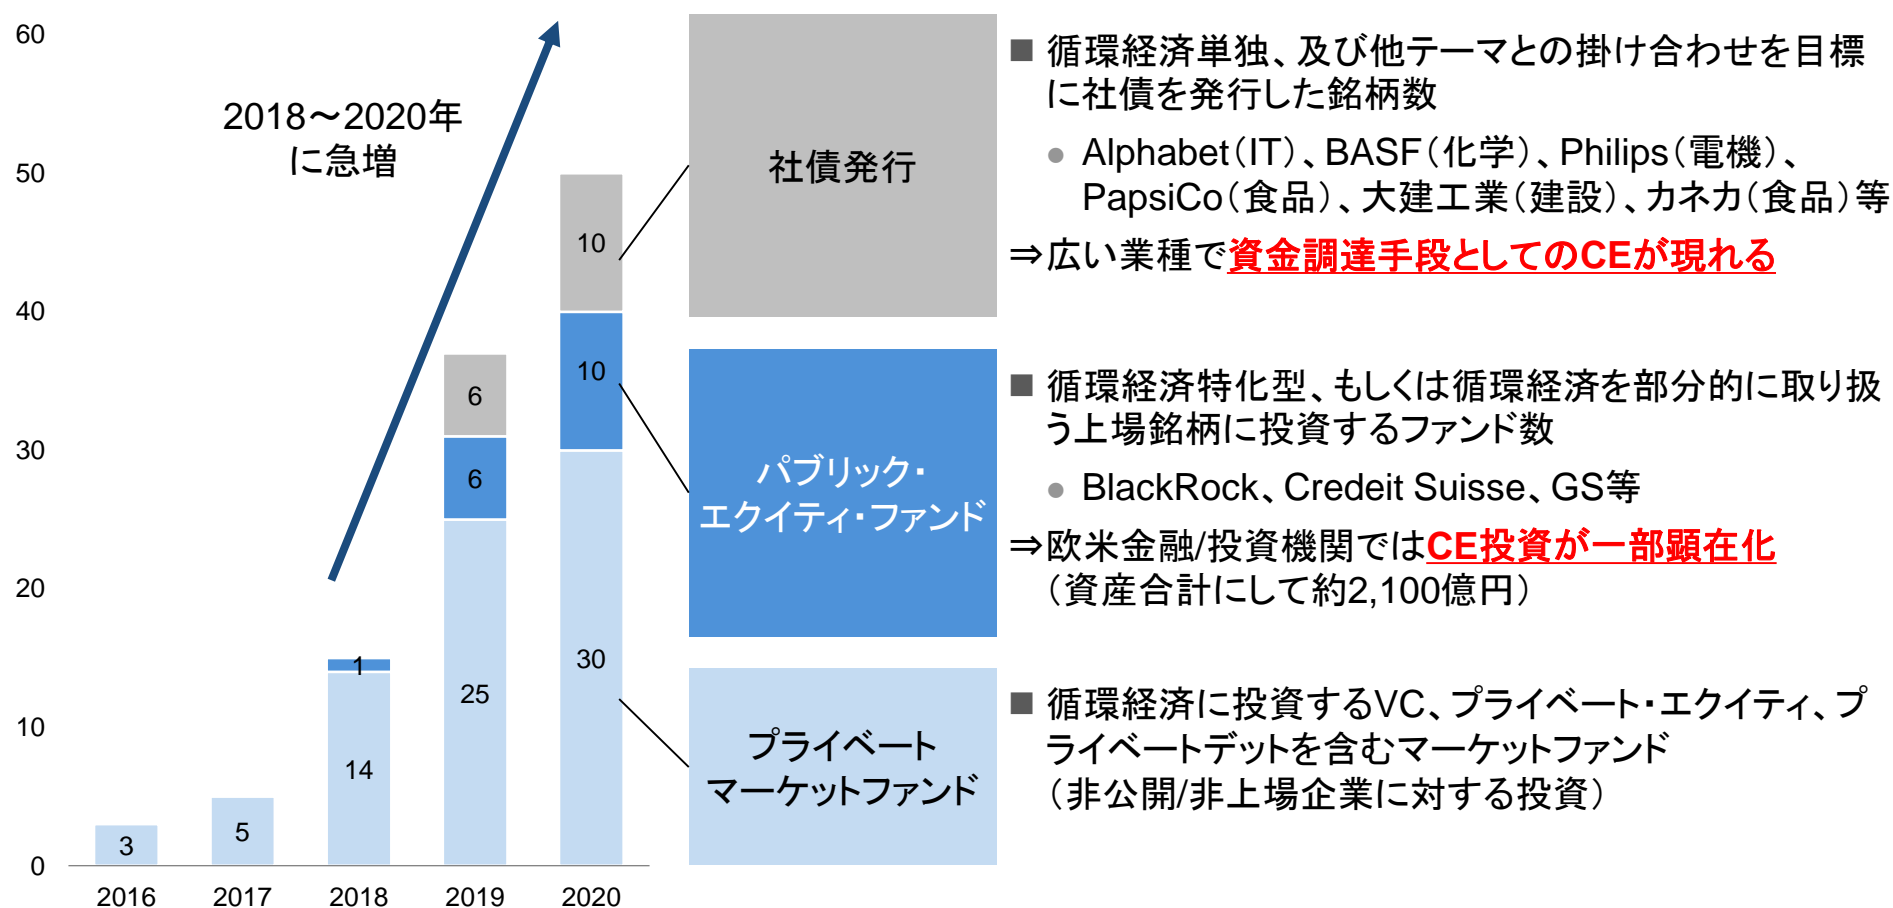 60
50
40
30
20
10
0
2018～2020年
に急増
3
5
1
14
6
6
25
10
10
30
2016
2017
2018
2019
2020
社債発行
■ 循環経済単独、及び他テーマとの掛け合わせを目標
に社債を発行した銘柄数
● Alphabet（IT）、BASF（化学）、Philips（電機）、
PapsiCo（食品）、大建工業（建設）、カネカ（食品）等
⇒広い業種で資金調達手段としてのCEが現れる
パブリック・
エクイティ・ファンド
■ 循環経済特化型、もしくは循環経済を部分的に取り扱
う上場銘柄に投資するファンド数
● BlackRock、Credeit Suisse、GS等
⇒欧米金融/投資機関ではCE投資が一部顕在化
（資産合計にして約2,100億円）
プライベート
マーケットファンド
■ 循環経済に投資するVC、プライベート・エクイティ、プ
ライベートデットを含むマーケットファンド
（非公開/非上場企業に対する投資）